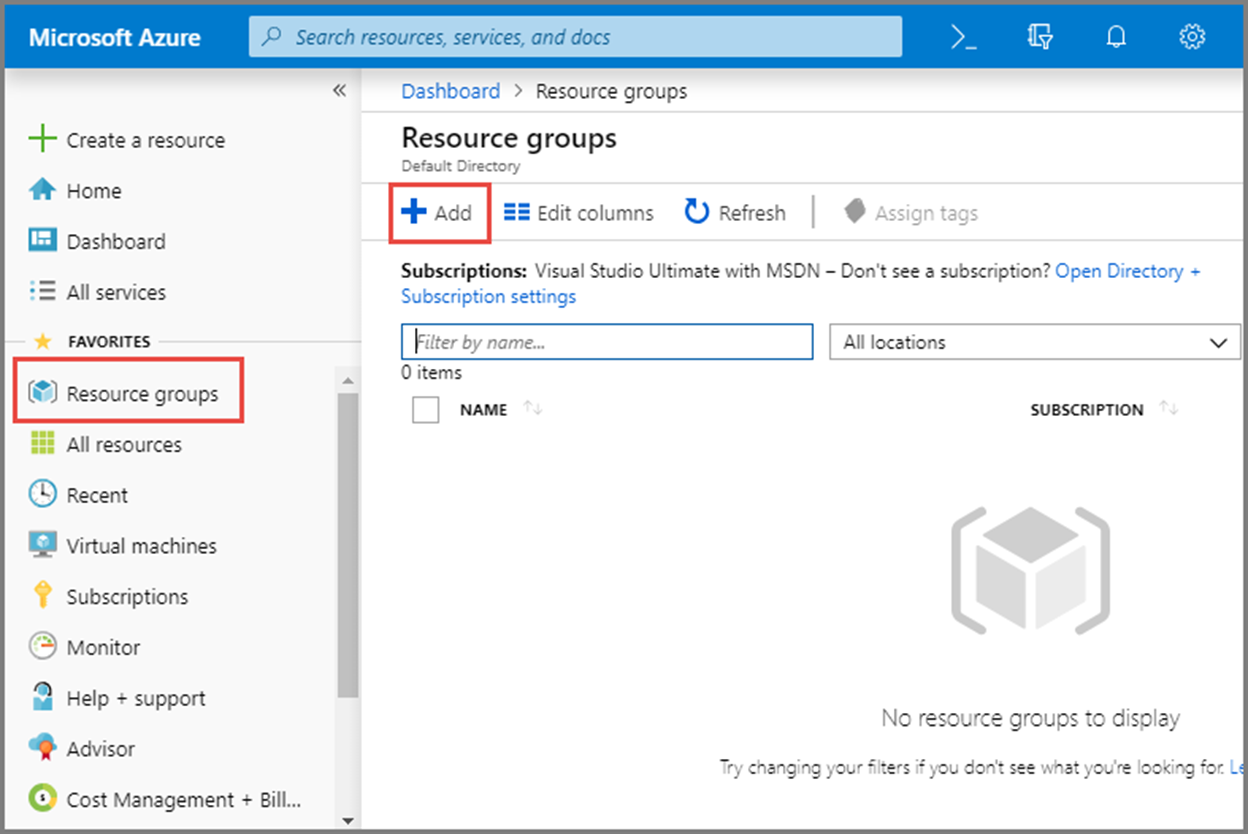 Microsoft Azure
Search resources, services, and docs
Create a resource
Home
Dashboard
All services
FAVORITES
Resource groups
All resources
Recent
Virtual machines
Subscriptions
Monitor
Help + support
Advisor
Cost Management + Bill...
Dashboard > Resource groups
Resource groups
Default Directory
Add Edit columns Refresh Assign tags
Subscriptions: Visual Studio Ultimate with MSDN – Don't see a subscription? Open Directory +
Subscription settings
Filter by name... All locations
0 items
NAME SUBSCRIPTION
No resource groups to display
Try changing your filters if you don't see what you're looking for. Le